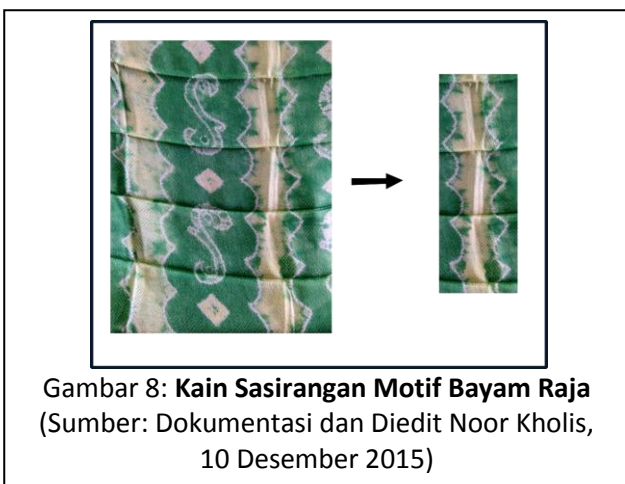 Gambar 8: Kain Sasirangan Motif Bayam Raja
(Sumber: Dokumentasi dan Diedit Noor Kholis,
10 Desember 2015)